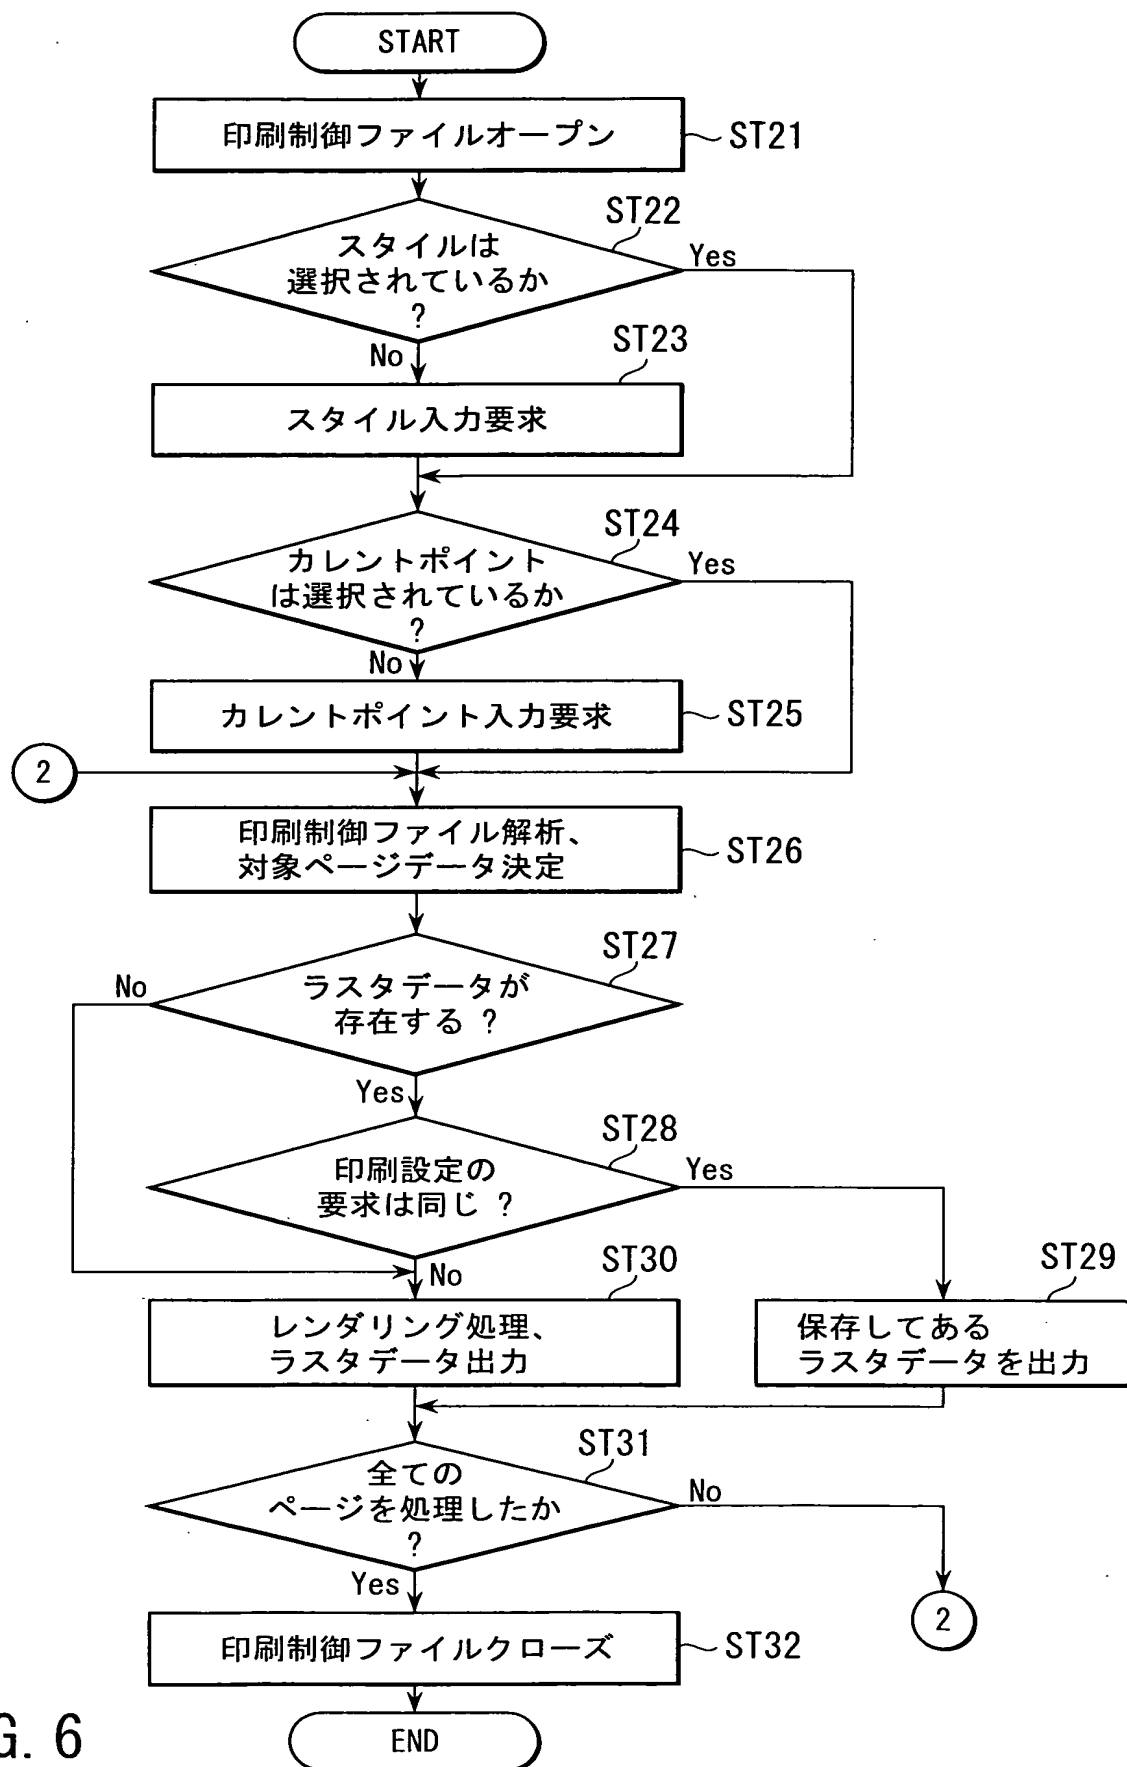 START
印刷制御ファイルオープン
ST21
ST22
スタイルは
選択されているか
?
Yes
No
ST23
スタイル入力要求
ST24
カレントポイント
は選択されているか
?
Yes
No
カレントポイント入力要求
ST25
2
印刷制御ファイル解析、
対象ページデータ決定
ST26
ST27
ラスタデータが
存在する ?
No
Yes
ST28
印刷設定の
要求は同じ ?
Yes
No
ST30
レンダリング処理、
ラスタデータ出力
ST29
保存してある
ラスタデータを出力
ST31
全ての
ページを処理したか
?
No
Yes
2
印刷制御ファイルクローズ
ST32
END
G. 6